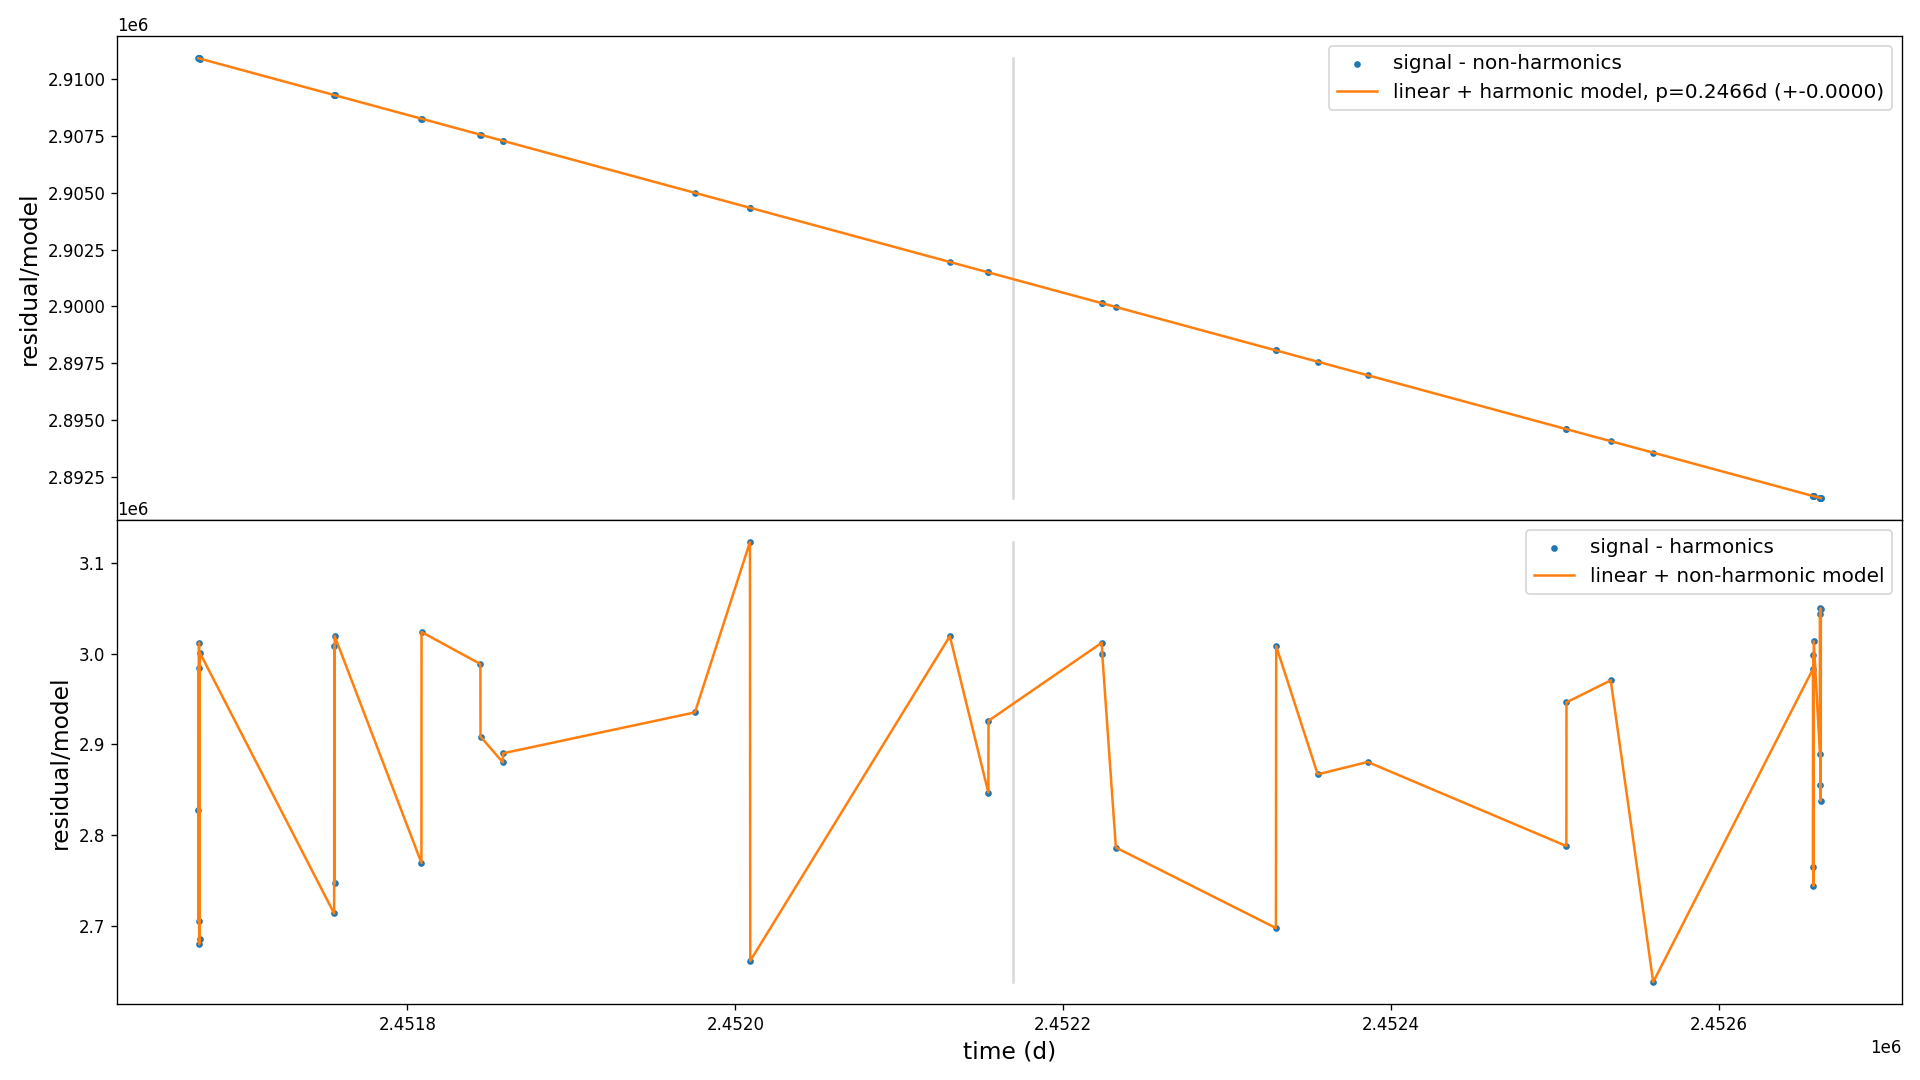 1e6
signal - non-harmonics
linear + harmonic model, p=0.2466d (+-0.0000)
2.9100
2.9075
2.9050
2.9025
2.9000
2.8975
2.8950
2.8925
residual/model
1e6
signal - harmonics
linear + non-harmonic model
3.1
3.0
2.9
2.8
2.7
residual/model
2.4518
2.4520
2.4522
2.4524
2.4526
1e6
time (d)